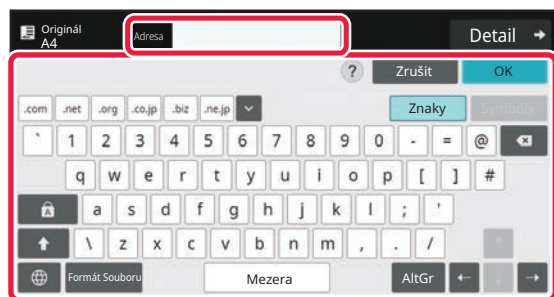 Originál
A4
Adresa
Detail
? Zrušit OK
.com .net .org .co.jp .biz .ne.jp Znaky Symboly
` 1 2 3 4 5 6 7 8 9 0 - = @
q w e r t y u i o p [ ] #
A a s d f g h j k l ; '
\ z x c v b n m , . /
Formát Souboru Mezera AltGr